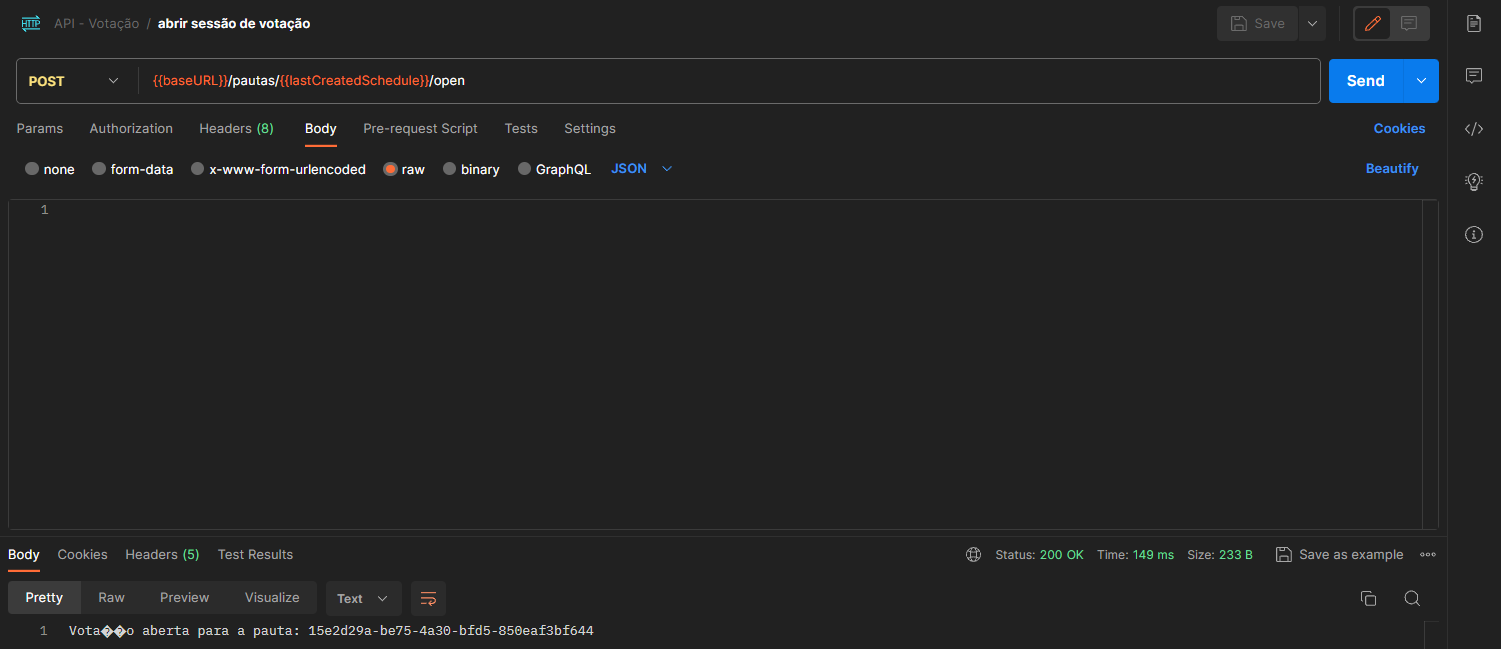 HTTP API - Votação / abrir sessão de votação Save
POST {{baseURL}}/pautas/{{lastCreatedSchedule}}/open Send
Params Authorization Headers (8) Body Pre-request Script Tests Settings Cookies
none form-data x-www-form-urlencoded raw binary GraphQL JSON Beautify
1
Body Cookies Headers (5) Test Results Status: 200 OK Time: 149 ms Size: 233 B Save as example
Pretty Raw Preview Visualize Text
1 Vota��o aberta para a pauta: 15e2d29a-be75-4a30-bfd5-850eaf3bf644